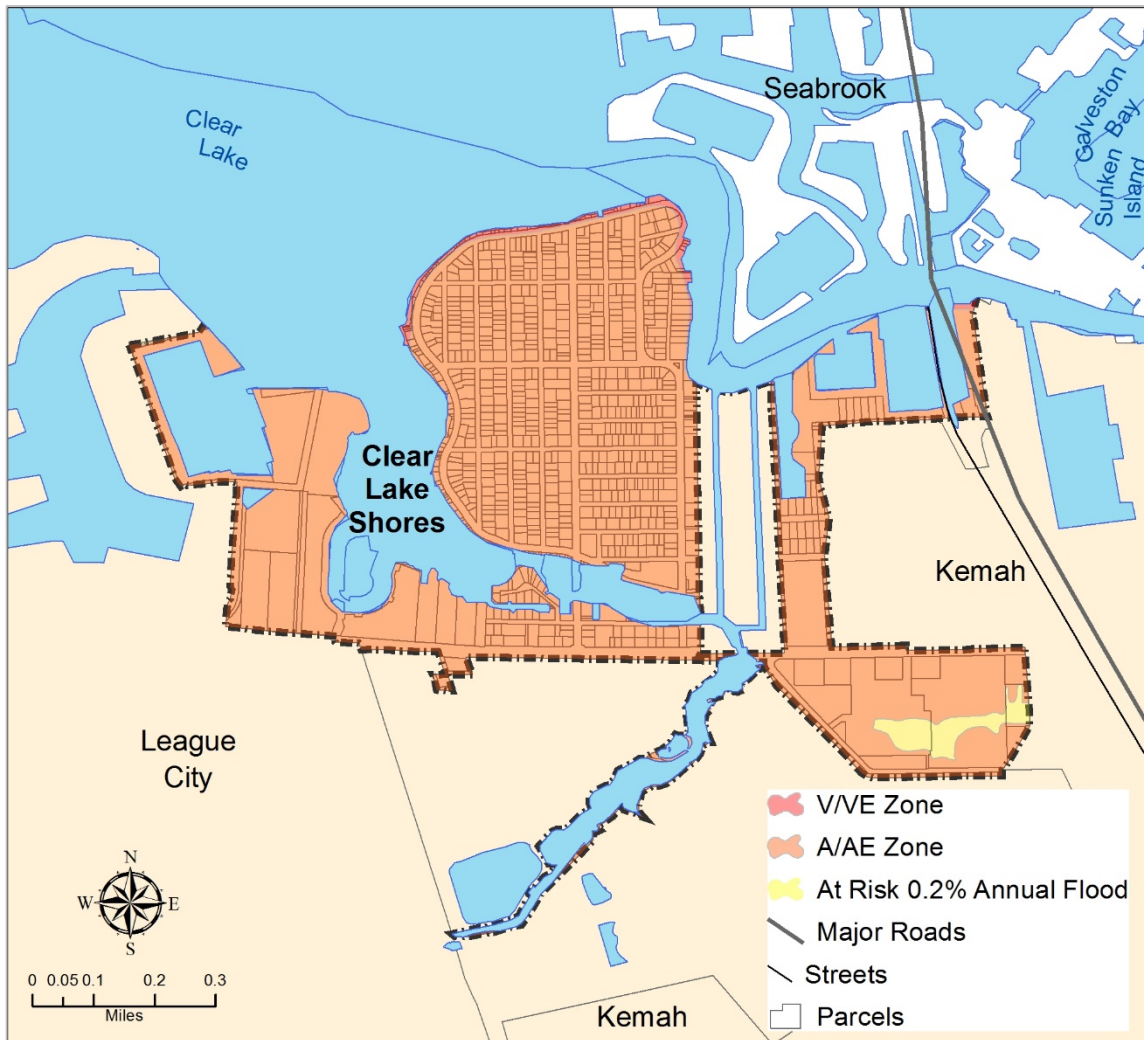 Seabrook
Clear
Lake
Galveston
Bay
Sunken
Island
Clear
Lake
Shores
Kemah
League
City
N
W
E
S
0 0.05 0.1 0.2 0.3
Miles
Kemah
V/VE Zone
A/AE Zone
At Risk 0.2% Annual Flood
Major Roads
Streets
Parcels